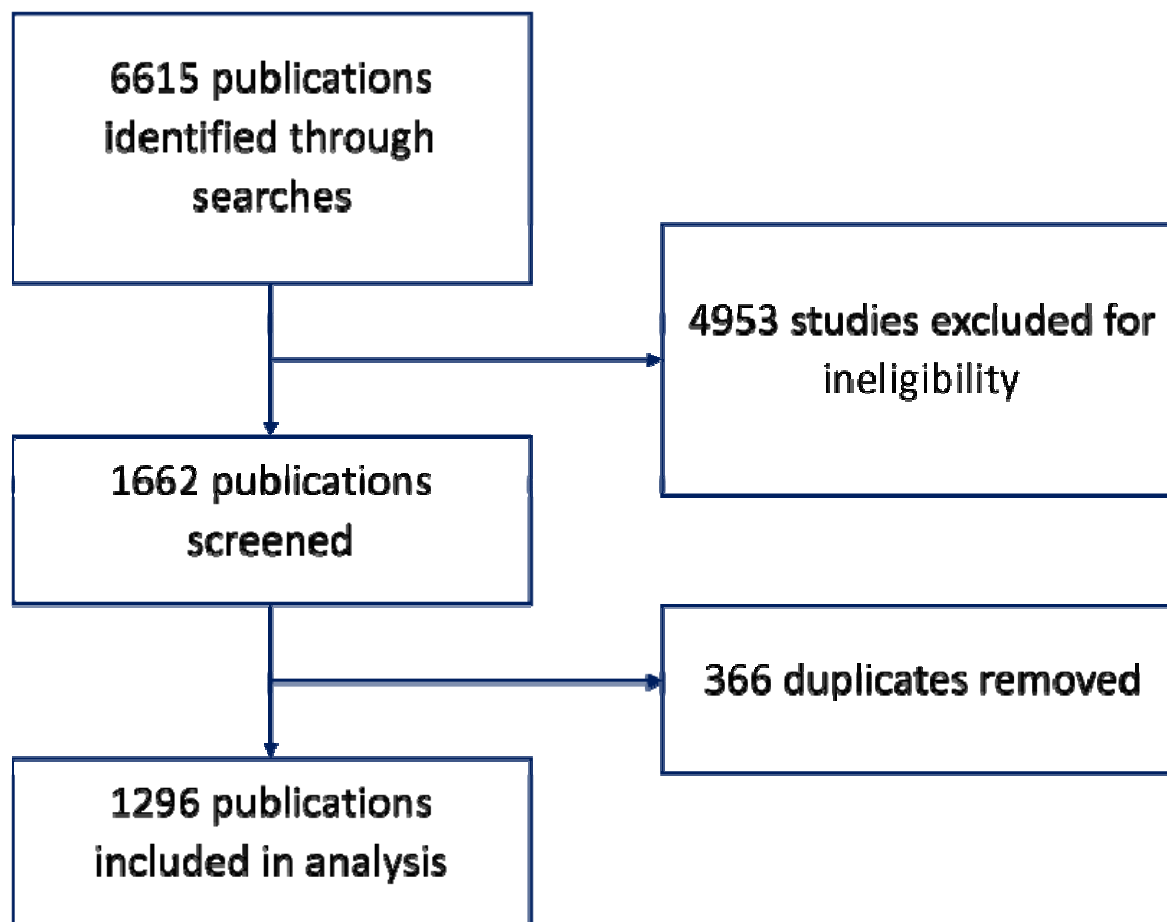 6615 publications
identified through
searches
4953 studies excluded for
ineligibility
1662 publications
screened
366 duplicates removed
1296 publications
included in analysis